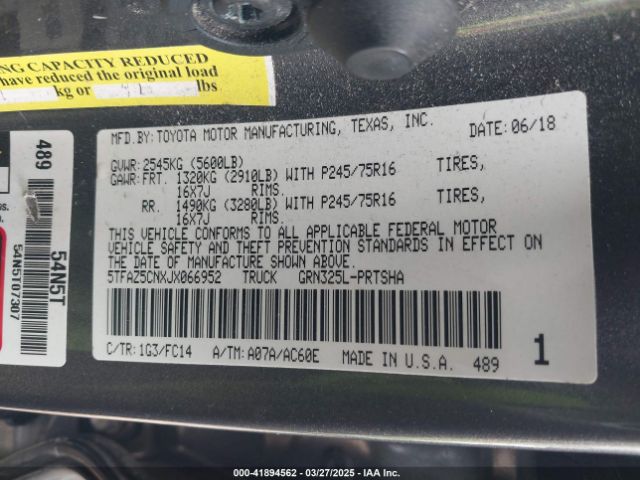 NG CAPACITY REDUCED
have reduced the original load
kg or lbs
489
54N5T
54N5T07307
MFD.BY:TOYOTA MOTOR MANUFACTURING, TEXAS, INC. DATE:06/18
GVWR:2545KG (5600LB)
GAWR:FRT. 1320KG (2910LB) WITH P245/75R16 TIRES,
16X7J RIMS.
RR. 1490KG (3280LB) WITH P245/75R16 TIRES,
16X7J RIMS.
THIS VEHICLE CONFORMS TO ALL APPLICABLE FEDERAL MOTOR
VEHICLE SAFETY AND THEFT PREVENTION STANDARDS IN EFFECT ON
THE DATE OF MANUFACTURE SHOWN ABOVE.
5TFAZ5CNXJX066952 TRUCK GRN325L-PRTSHA
C/TR:1G3/FC14 A/TM:A07A/AC60E MADE IN U.S.A. 489
1
000-41894562 — 03/27/2025 — IAA Inc.